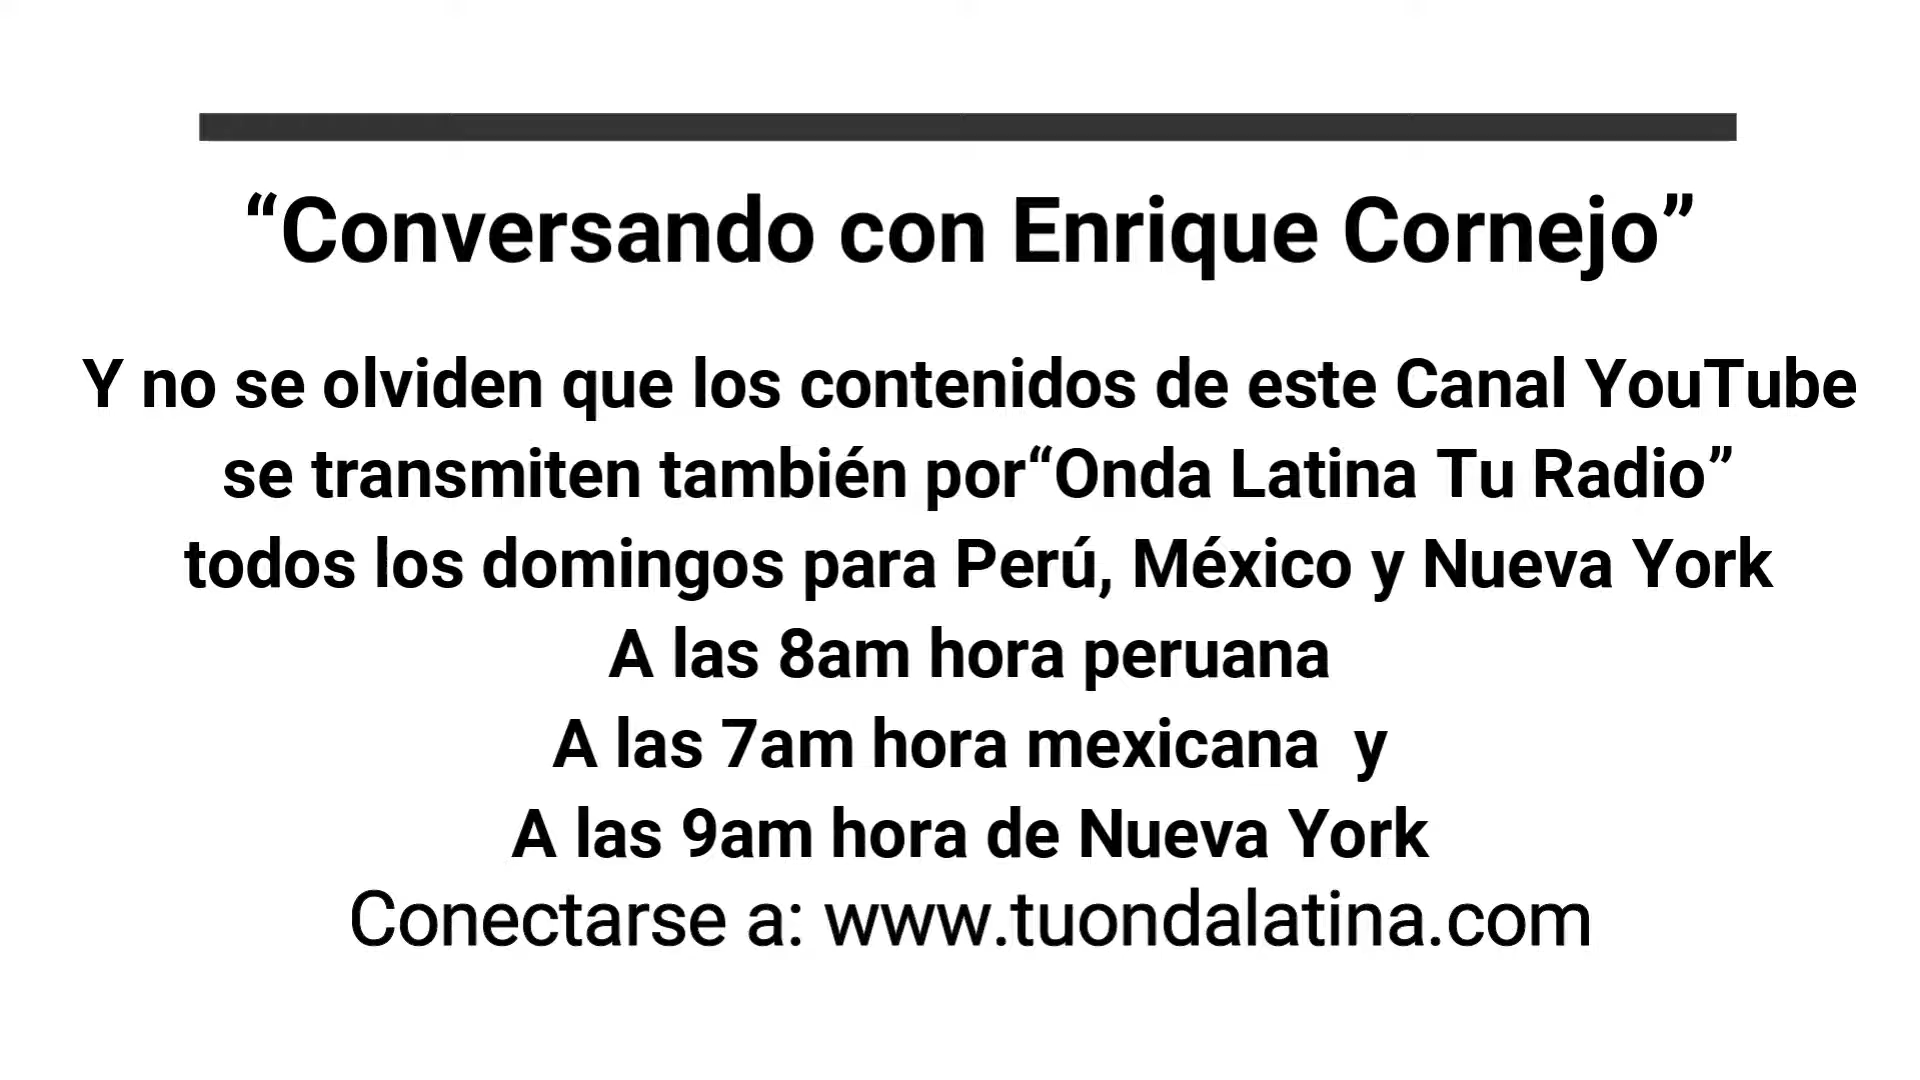 “Conversando con Enrique Cornejo”
Y no se olviden que los contenidos de este Canal YouTube
se transmiten también por“Onda Latina Tu Radio”
todos los domingos para Perú, México y Nueva York
A las 8am hora peruana
A las 7am hora mexicana  y
A las 9am hora de Nueva York
Conectarse a: www.tuondalatina.com